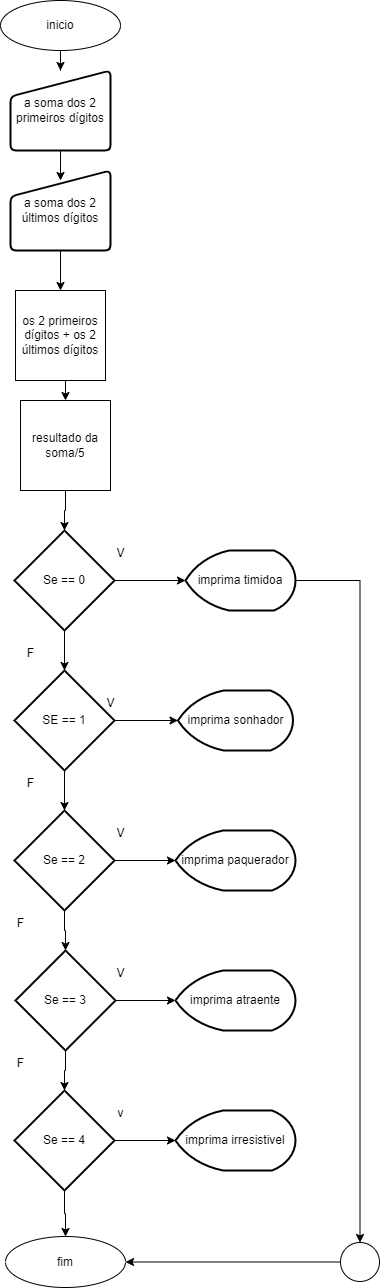 inicio
a soma dos 2
primeiros dígitos
a soma dos 2
últimos dígitos
os 2 primeiros
dígitos + os 2
últimos dígitos
resultado da
soma/5
Se == 0
V
imprima timidoa
F
SE == 1
V
imprima sonhador
F
Se == 2
V
imprima paquerador
F
Se == 3
V
imprima atraente
F
Se == 4
v
imprima irresistivel
fim